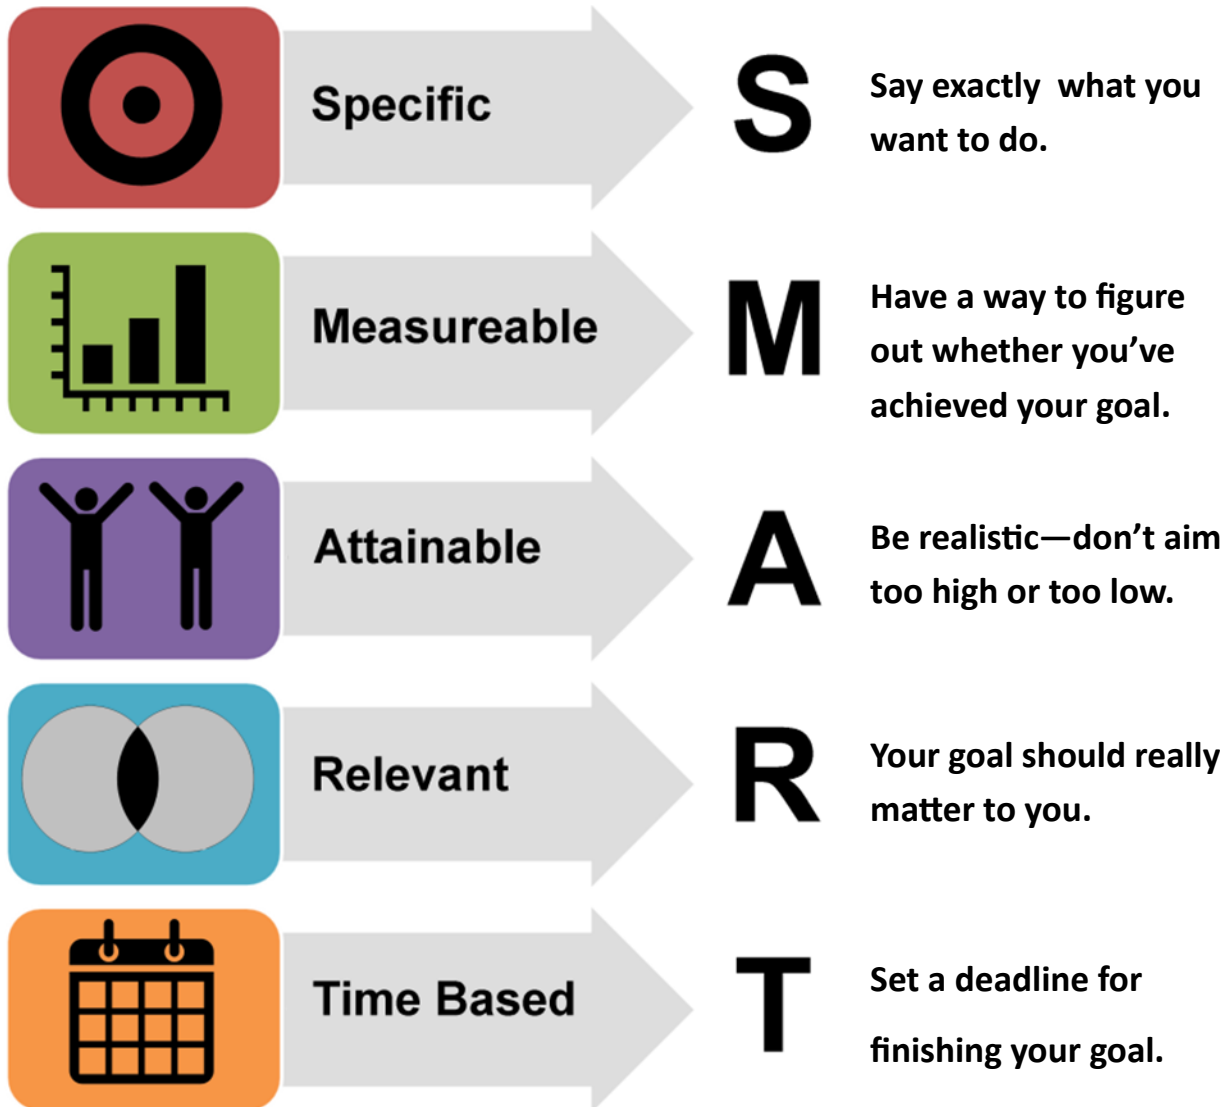 Specific
S
Say exactly  what you
want to do.
Measureable
M
Have a way to figure
out whether you’ve
achieved your goal.
Attainable
A
Be realistic—don’t aim
too high or too low.
Relevant
R
Your goal should really
matter to you.
Time Based
T
Set a deadline for
finishing your goal.